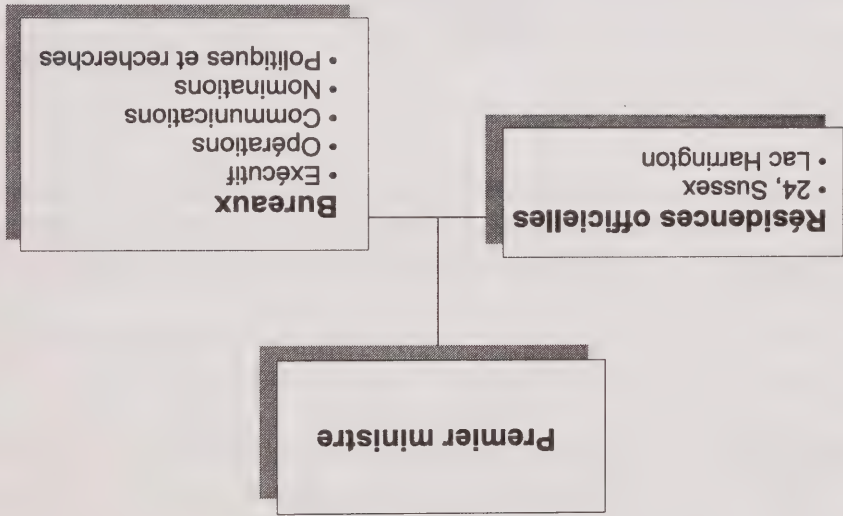 Premier ministre
Résidences officielles
• 24, Sussex
• Lac Harrington
Bureaux
• Exécutif
• Opérations
• Communications
• Nominations
• Politiques et recherches